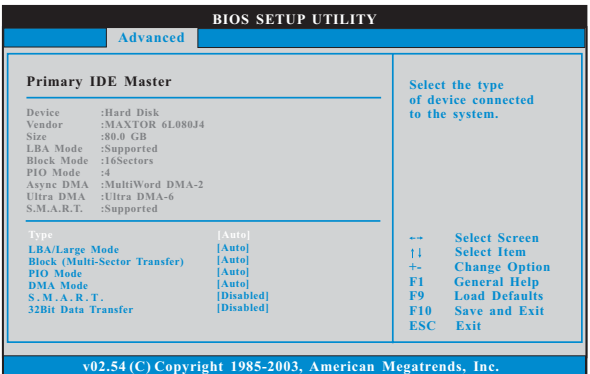 BIOS SETUP UTILITY
Advanced
Primary IDE Master
Device :Hard Disk
Vendor :MAXTOR 6L080J4
Size :80.0 GB
LBA Mode :Supported
Block Mode :16Sectors
PIO Mode :4
Async DMA :MultiWord DMA-2
Ultra DMA :Ultra DMA-6
S.M.A.R.T. :Supported
Type [Auto]
LBA/Large Mode [Auto]
Block (Multi-Sector Transfer) [Auto]
PIO Mode [Auto]
DMA Mode [Auto]
S.M.A.R.T. [Disabled]
32Bit Data Transfer [Disabled]
Select the type
of device connected
to the system.
←→ Select Screen
↑↓ Select Item
+- Change Option
F1 General Help
F9 Load Defaults
F10 Save and Exit
ESC Exit
v02.54 (C) Copyright 1985-2003, American Megatrends, Inc.